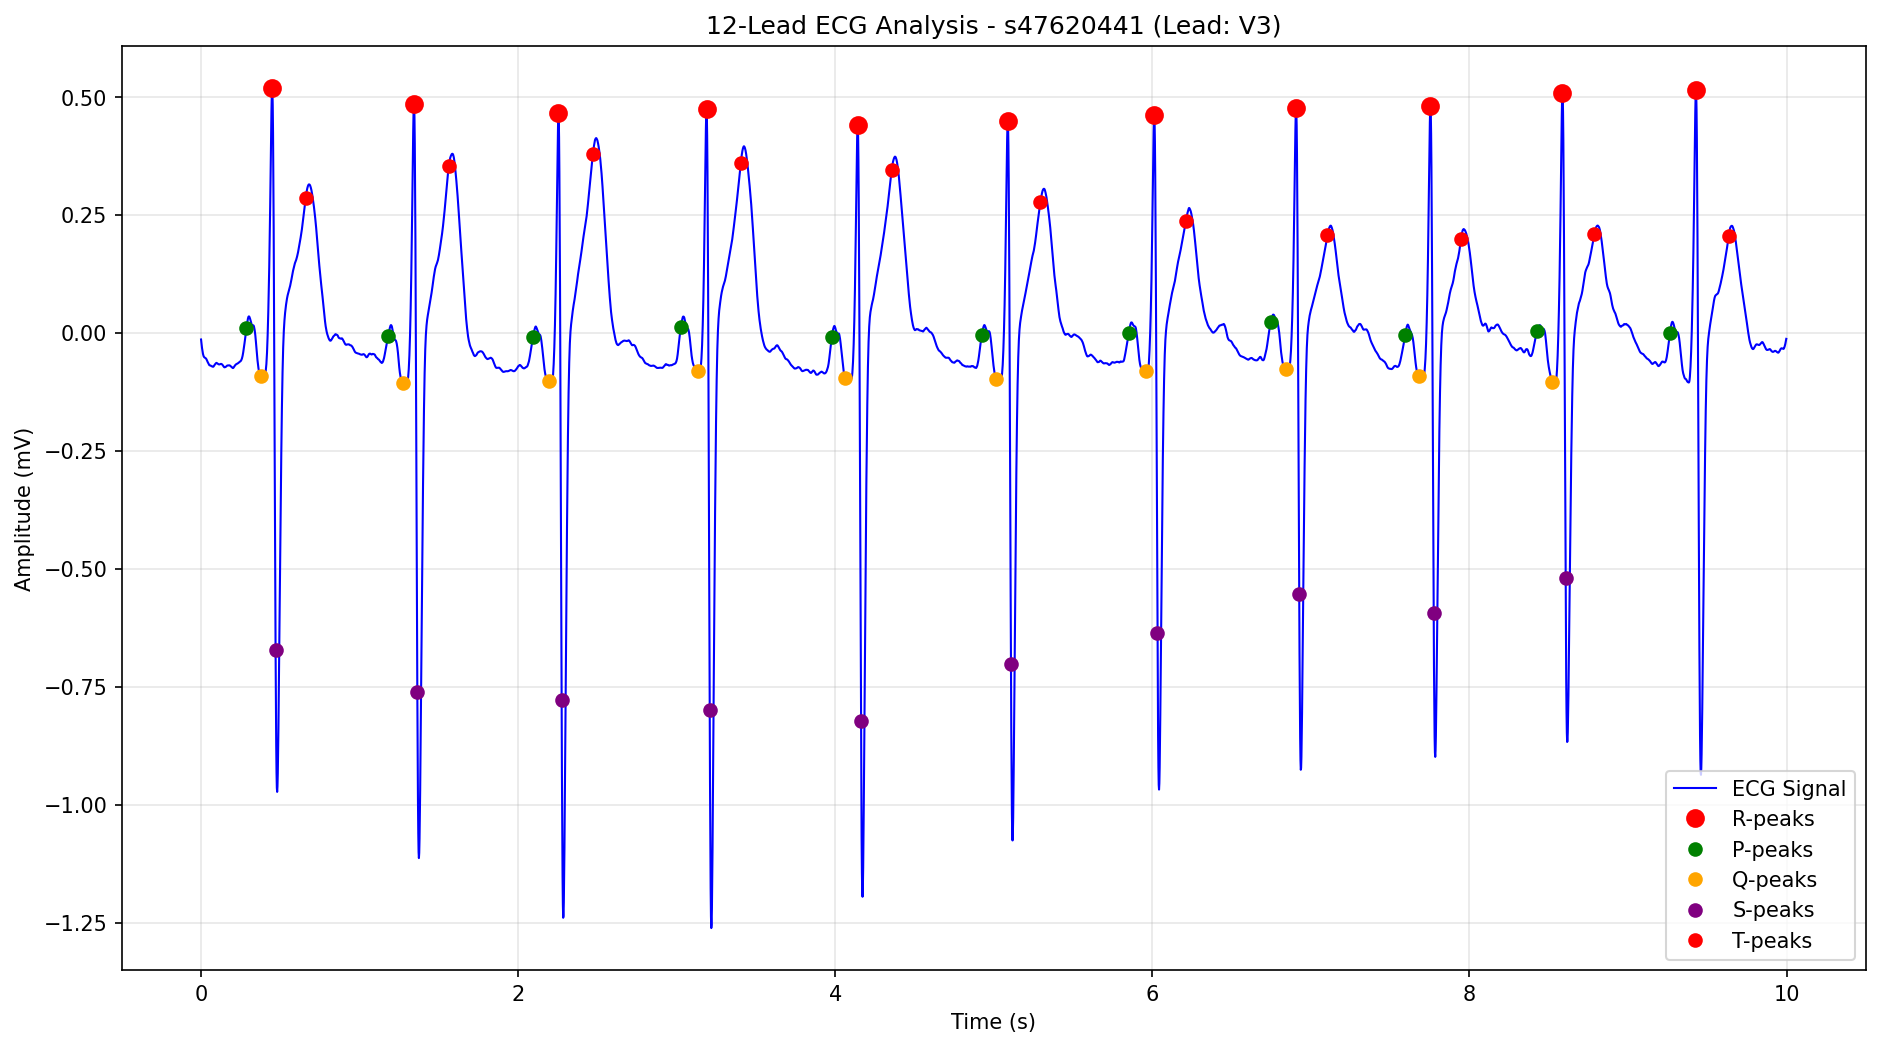 12-Lead ECG Analysis - s47620441 (Lead: V3)
0.50
0.25
0.00
−0.25
−0.50
−0.75
−1.00
−1.25
Amplitude (mV)
0 2 4 6 8 10
Time (s)
ECG Signal
R-peaks
P-peaks
Q-peaks
S-peaks
T-peaks